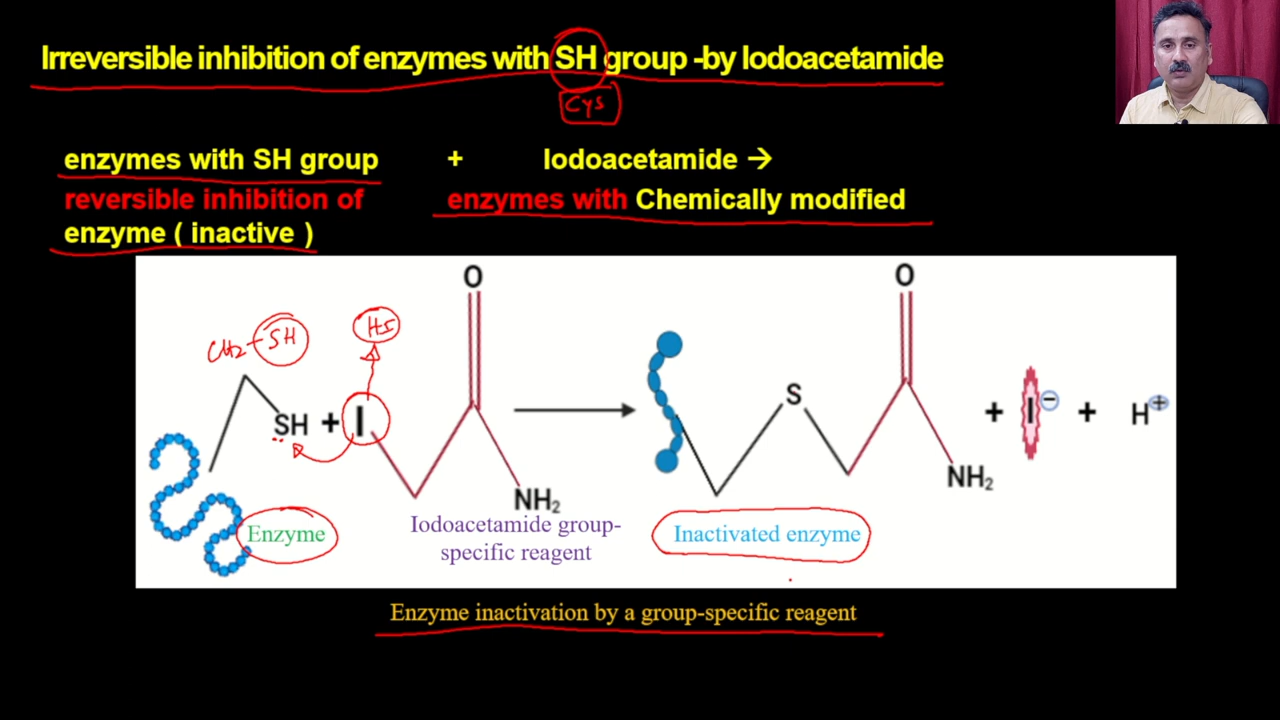 Irreversible inhibition of enzymes with SH group -by Iodoacetamide
Cys
enzymes with SH group + Iodoacetamide →
reversible inhibition of enzymes with Chemically modified
enzyme ( inactive )
O O
CH2-SH
HS
SH + I
S
+ I⊖ + H⊕
NH₂ NH₂
Enzyme
Iodoacetamide group-
specific reagent
Inactivated enzyme
Enzyme inactivation by a group-specific reagent